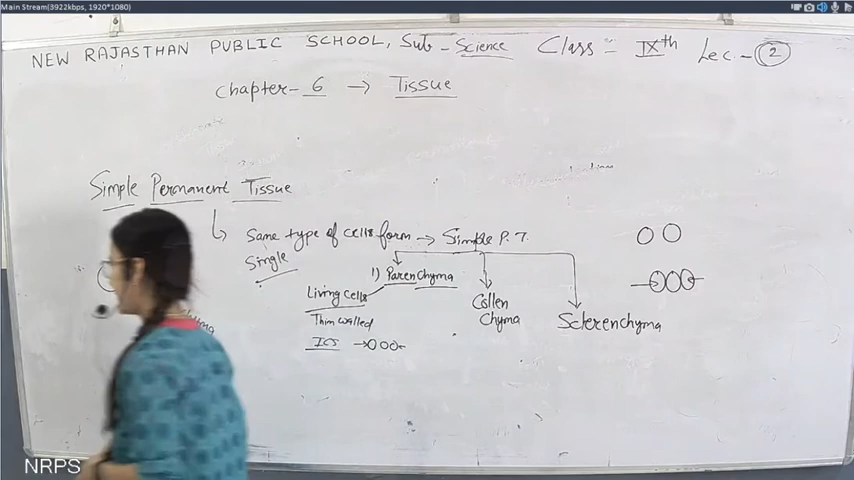 Main Stream(3922kbps, 1920*1080)
NEW RAJASTHAN PUBLIC SCHOOL, Sub - Science Class = IXth Lec - 2
Chapter - 6 → Tissue
Simple Permanent Tissue
Same type of cells form → Simple P.T.
Single
1) Parenchyma
Living cells
Thin walled
ICS →
Collen
chyma
Sclerenchyma
NRPS